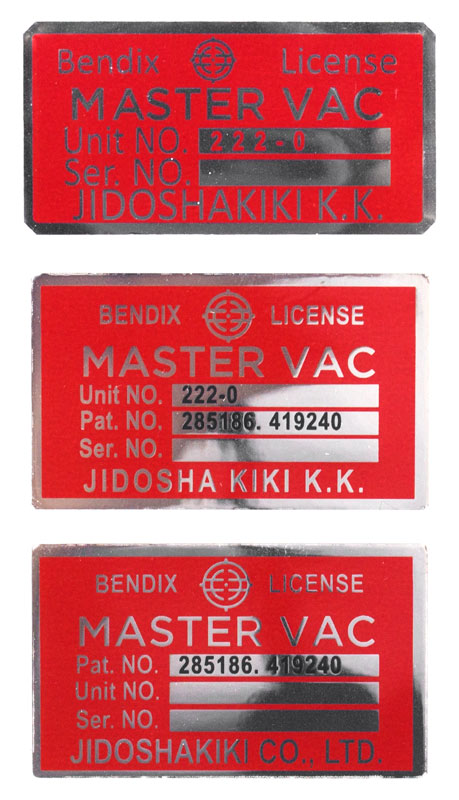 Bendix License
MASTER VAC
Unit NO. 222-0
Ser. NO.
JIDOSHAKIKI K.K.
BENDIX LICENSE
MASTER VAC
Unit NO. 222-0
Pat. NO. 285186. 419240
Ser. NO.
JIDOSHA KIKI K.K.
BENDIX LICENSE
MASTER VAC
Pat. NO. 285186. 419240
Unit NO.
Ser. NO.
JIDOSHAKIKI CO., LTD.